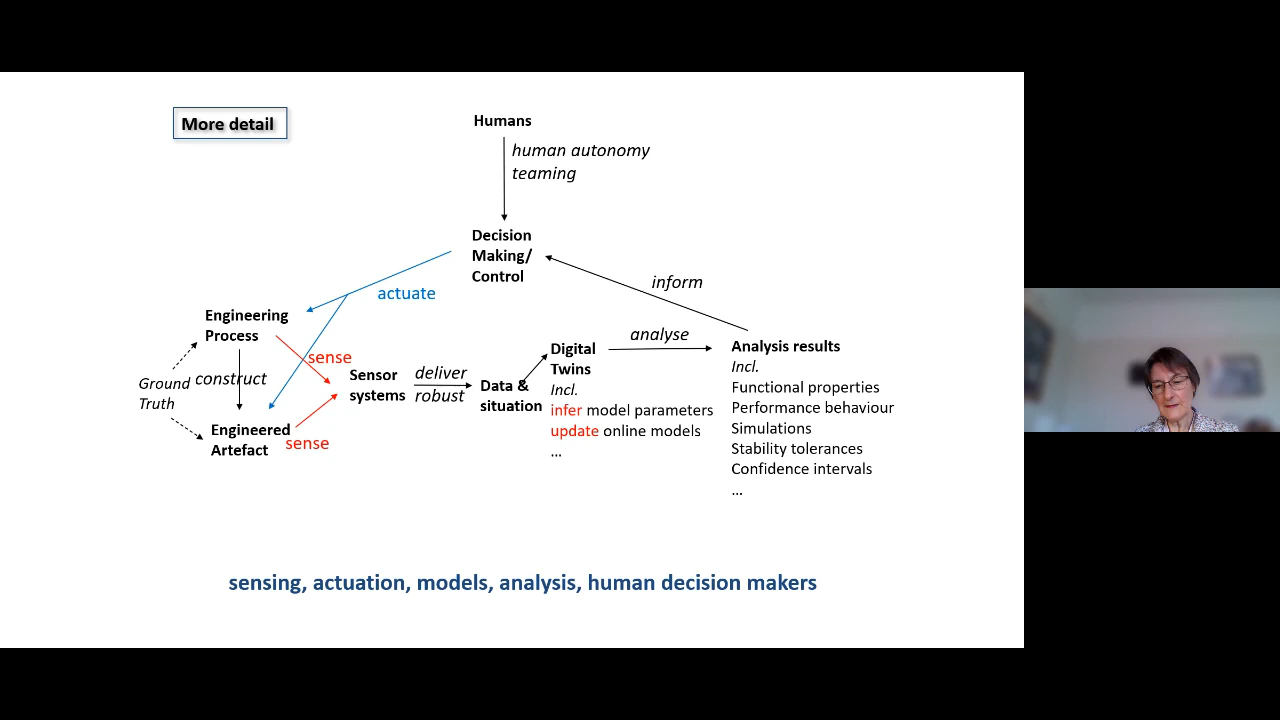 More detail
Humans
human autonomy
teaming
Decision
Making/
Control
inform
actuate
Engineering
Process
sense
construct
Ground
Truth
Engineered
Artefact
sense
Sensor
systems
deliver
robust
Data &
situation
Digital
Twins
Incl.
infer model parameters
update online models
...
analyse
Analysis results
Incl.
Functional properties
Performance behaviour
Simulations
Stability tolerances
Confidence intervals
...
sensing, actuation, models, analysis, human decision makers